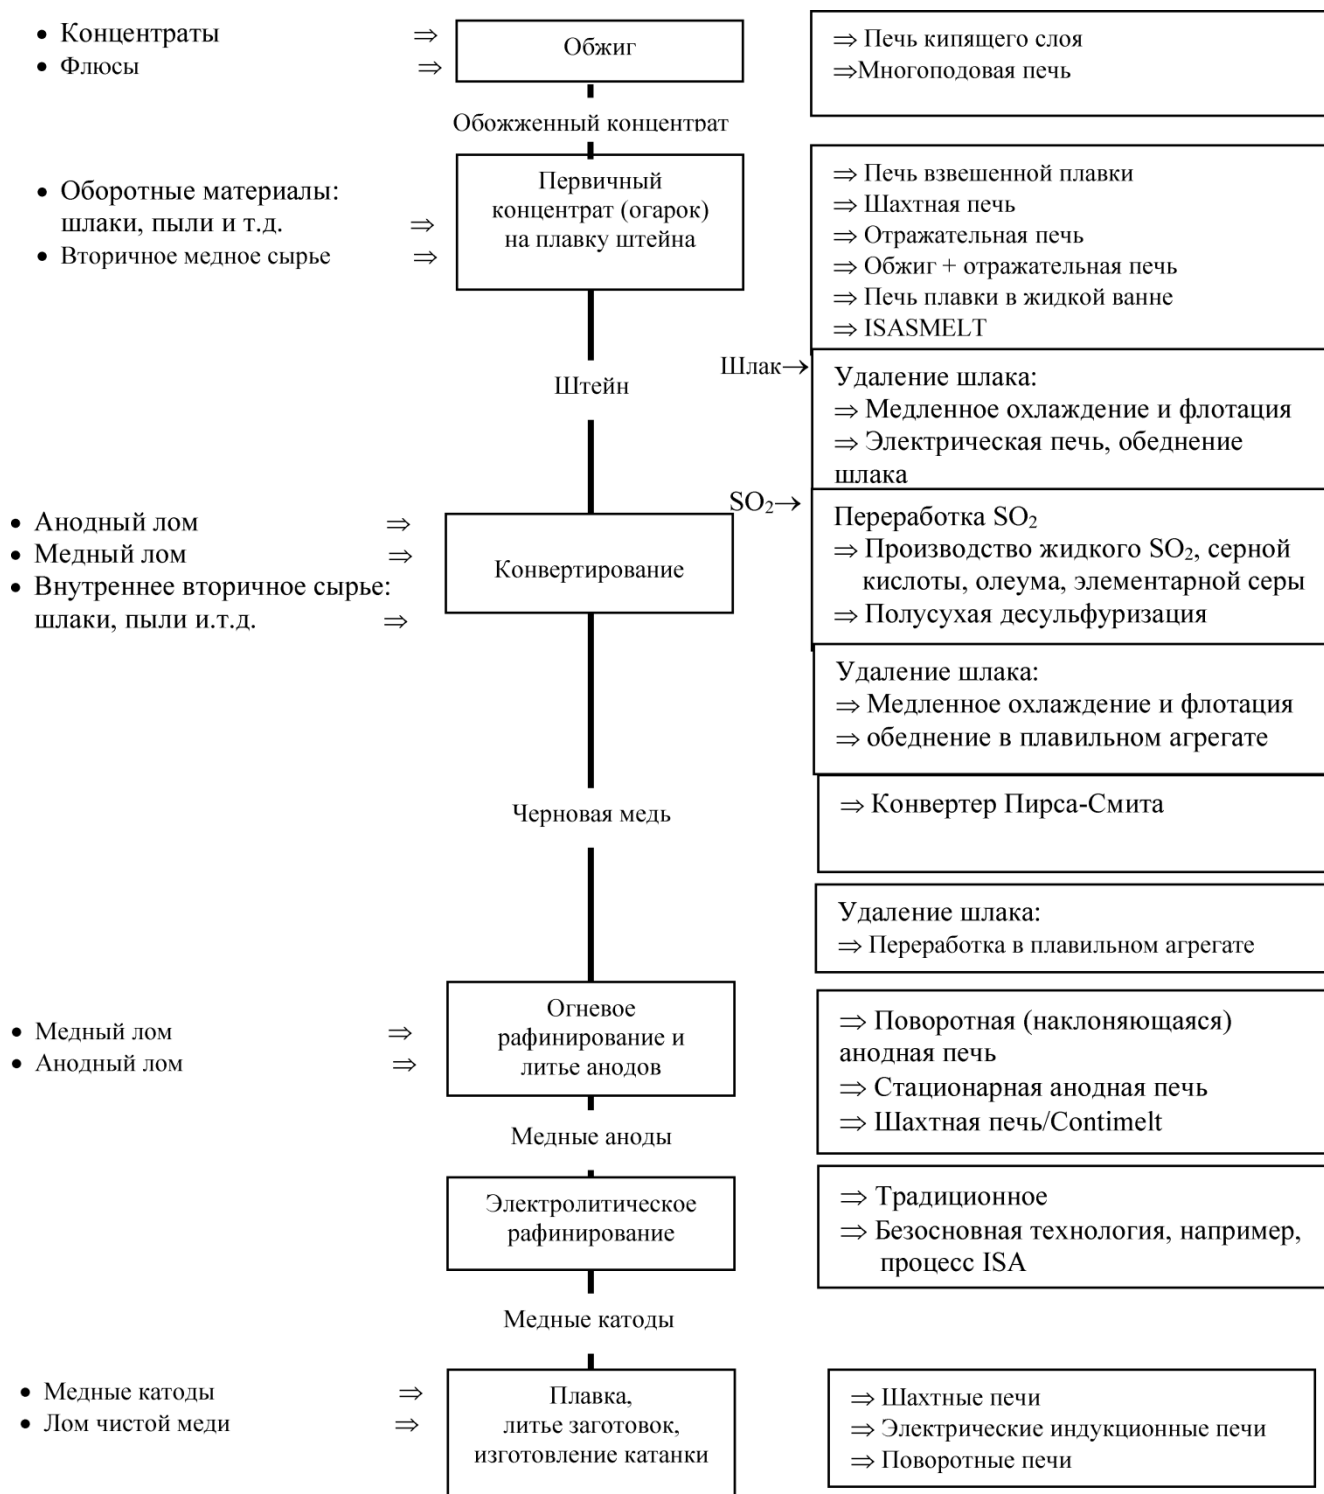 • Концентраты ⇒
• Флюсы ⇒
Обжиг
⇒ Печь кипящего слоя
⇒Многоподовая печь
Обожженный концентрат
• Оборотные материалы:
шлаки, пыли и т.д. ⇒
• Вторичное медное сырье ⇒
Первичный
концентрат (огарок)
на плавку штейна
⇒ Печь взвешенной плавки
⇒ Шахтная печь
⇒ Отражательная печь
⇒ Обжиг + отражательная печь
⇒ Печь плавки в жидкой ванне
⇒ ISASMELT
Шлак→
Штейн
Удаление шлака:
⇒ Медленное охлаждение и флотация
⇒ Электрическая печь, обеднение
шлака
SO₂→
• Анодный лом ⇒
• Медный лом ⇒
• Внутреннее вторичное сырье:
шлаки, пыли и.т.д. ⇒
Конвертирование
Переработка SO₂
⇒ Производство жидкого SO₂, серной
кислоты, олеума, элементарной серы
⇒ Полусухая десульфуризация
Удаление шлака:
⇒ Медленное охлаждение и флотация
⇒ обеднение в плавильном агрегате
Черновая медь
⇒ Конвертер Пирса-Смита
Удаление шлака:
⇒ Переработка в плавильном агрегате
• Медный лом ⇒
• Анодный лом ⇒
Огневое
рафинирование и
литье анодов
⇒ Поворотная (наклоняющаяся)
анодная печь
⇒ Стационарная анодная печь
⇒ Шахтная печь/Contimelt
Медные аноды
Электролитическое
рафинирование
⇒ Традиционное
⇒ Безосновная технология, например,
процесс ISA
Медные катоды
• Медные катоды ⇒
• Лом чистой меди ⇒
Плавка,
литье заготовок,
изготовление катанки
⇒ Шахтные печи
⇒ Электрические индукционные печи
⇒ Поворотные печи